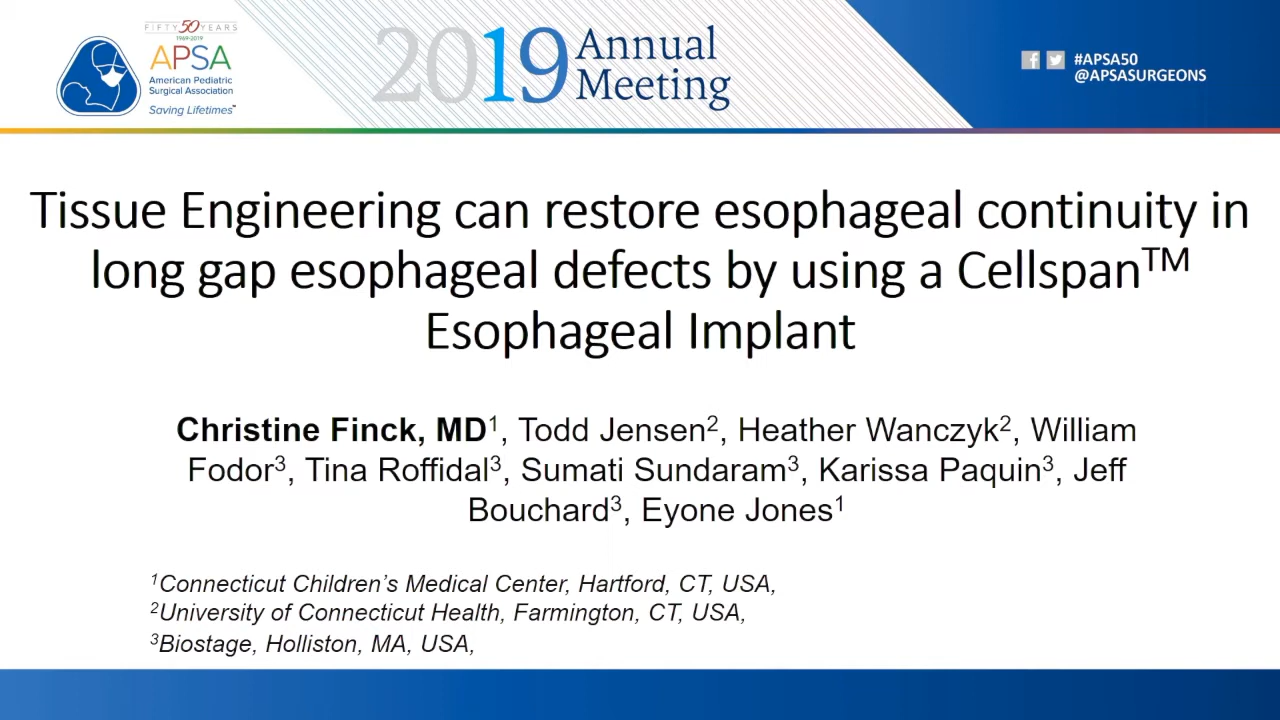 FIFTY 50 YEARS
1969-2019
APSA
American Pediatric
Surgical Association
Saving Lifetimes™
2019 Annual
Meeting
#APSA50
@APSASURGEONS
Tissue Engineering can restore esophageal continuity in
long gap esophageal defects by using a Cellspan™
Esophageal Implant
Christine Finck, MD¹, Todd Jensen², Heather Wanczyk², William
Fodor³, Tina Roffidal³, Sumati Sundaram³, Karissa Paquin³, Jeff
Bouchard³, Eyone Jones¹
¹Connecticut Children’s Medical Center, Hartford, CT, USA,
²University of Connecticut Health, Farmington, CT, USA,
³Biostage, Holliston, MA, USA,